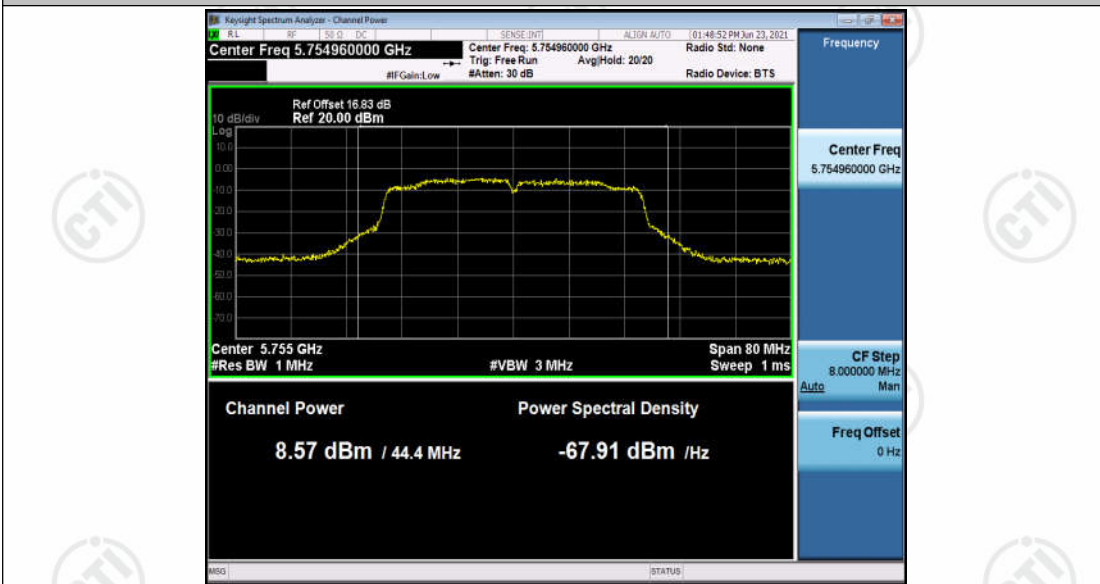 Keysight Spectrum Analyzer - Channel Power
RL RF 50 Ω DC SENSE:INT ALIGN AUTO 01:48:52 PM Jun 23, 2021
Center Freq 5.754960000 GHz
Center Freq: 5.754960000 GHz
Radio Std: None
Trig: Free Run Avg|Hold: 20/20
#IFGain:Low
#Atten: 30 dB
Radio Device: BTS
Frequency
Ref Offset 16.83 dB
10 dB/div Ref 20.00 dBm
Log
10.0
0.00
-10.0
-20.0
-30.0
-40.0
-50.0
-60.0
-70.0
Center Freq
5.754960000 GHz
Center 5.755 GHz
Span 80 MHz
#Res BW 1 MHz
#VBW 3 MHz
Sweep 1 ms
CF Step
8.000000 MHz
Auto Man
Channel Power
Power Spectral Density
Freq Offset
0 Hz
8.57 dBm / 44.4 MHz
-67.91 dBm /Hz
MSG
STATUS
CTI
CTI
CTI
CTI